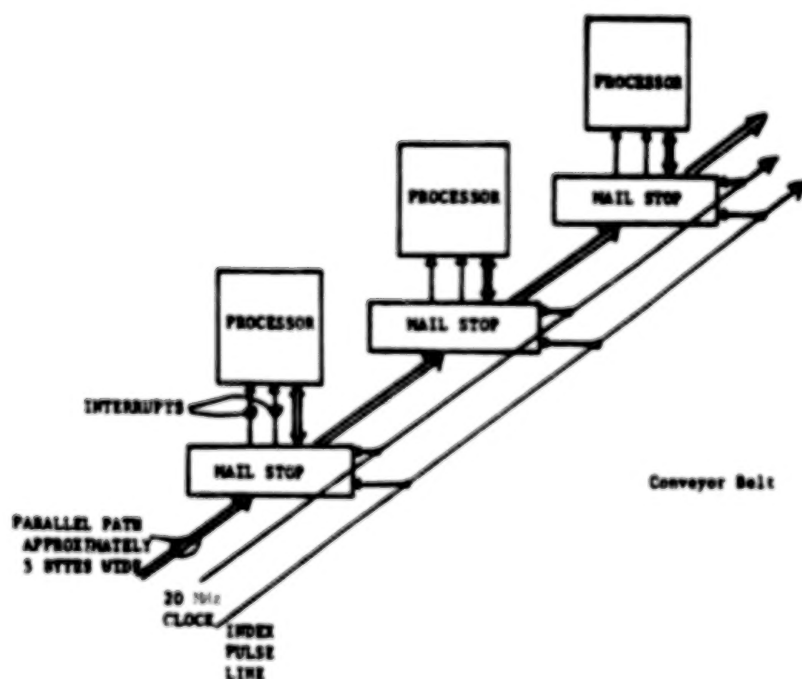 PROCESSOR
PROCESSOR
MAIL STOP
PROCESSOR
MAIL STOP
INTERRUPTS
MAIL STOP
Conveyor Belt
PARALLEL PATH
APPROXIMATELY
BYTES WIDE
20 MHz
CLOCK
INDEX
PULSE
LINE